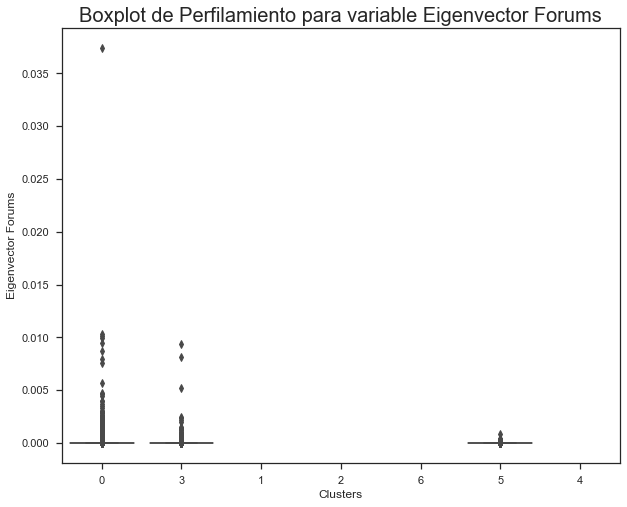 Boxplot de Perfilamiento para variable Eigenvector Forums
0.035
0.030
0.025
0.020
0.015
0.010
0.005
0.000
Eigenvector Forums
0 3 1 2 6 5 4
Clusters